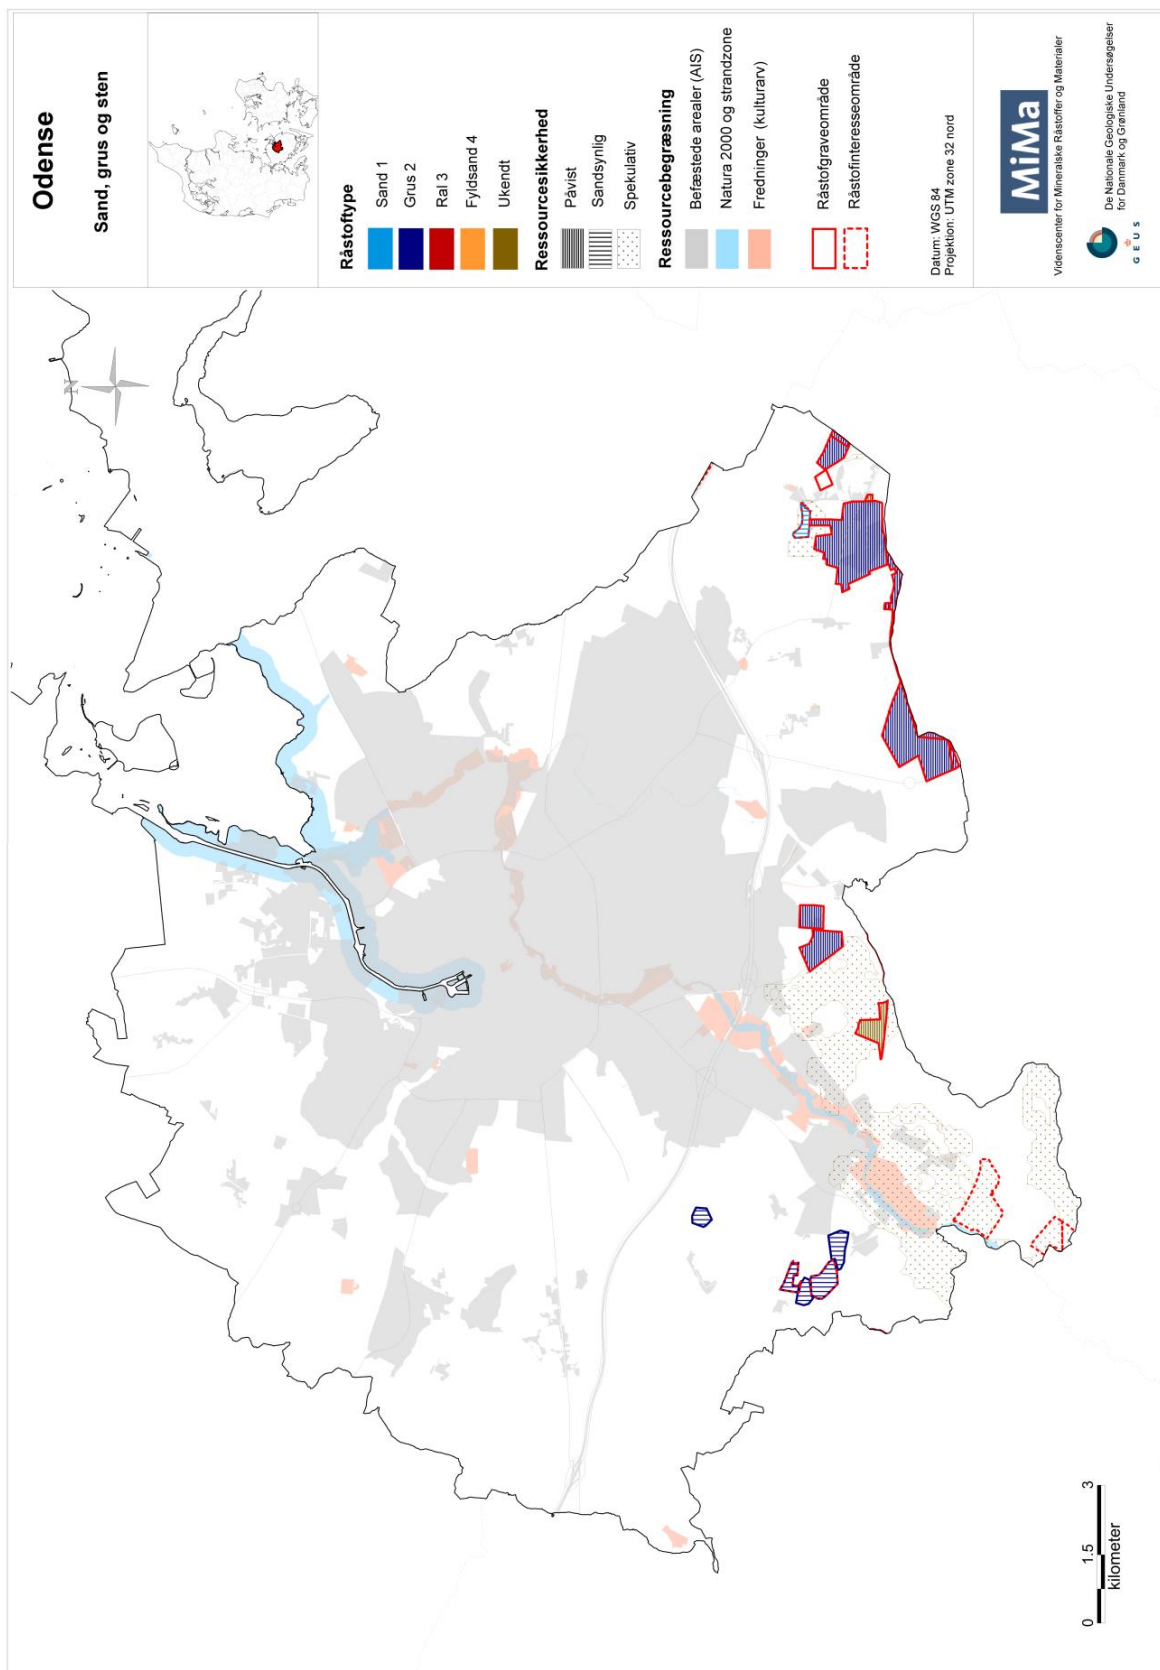 Odense
Sand, grus og sten
Råstoftype
Sand 1
Grus 2
Ral 3
Fyldsand 4
Ukendt
Ressourcesikkerhed
Påvist
Sandsynlig
Spekulativ
Ressourcebegræsning
Befæstede arealer (AIS)
Natura 2000 og strandzone
Fredninger (kulturarv)
Råstofgraveområde
Råstofinteresseområde
Datum: WGS 84
Projektion: UTM zone 32 nord
MiMa
Videnscenter for Mineralske Råstoffer og Materialer
G E U S
De Nationale Geologiske Undersøgelser
for Danmark og Grønland
N
0 1.5 3
kilometer